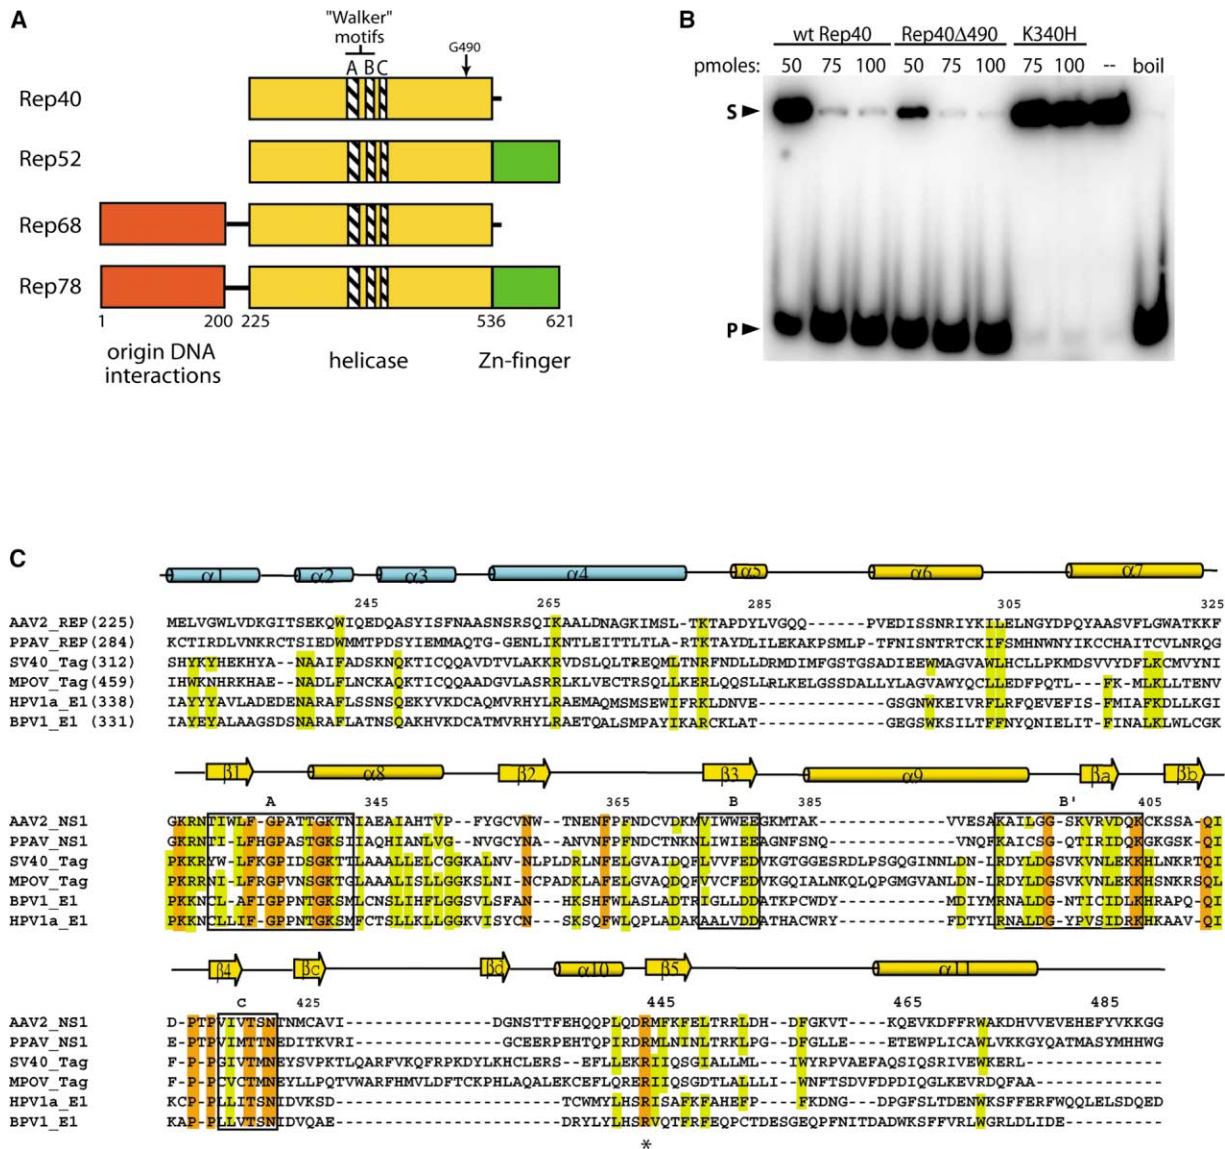 A
"Walker"
motifs
G490
A B C
Rep40
Rep52
Rep68
Rep78
1 200 225 536 621
origin DNA
interactions
helicase
Zn-finger
B
wt Rep40 Rep40Δ490 K340H
pmoles: 50 75 100 50 75 100 75 100 -- boil
S
P
C
α1 α2 α3 α4 α5 α6 α7
245 265 285 305 325
AAV2_REP(225) MELVGWLVDKGITSEKQWIQEDQASYISFNAASNSRSQIKAALDNAGKIMSL-TKTAPDYLVGQQ-----PVEDISSNRIYKILELNGYDPQYAASVFLGWATKKF
PPAV_REP(284) KCTIRDLVNKRCTSIEDWMMTPDSYIEMMAQTG-GENLIKNTLEITTLTLA-RTKTAYDLILEKAKPSMLP-TFNISNTRTCKIFSMHNWNYIKCCHAITCVLNRQG
SV40_Tag(312) SHYKYHEKHYA--NAAIFADSKNQKTICQQAVDTVLAKKRVDSLQLTREQMLTNRFNDLLDRMDIMFGSTGSADIEEWMAGVAWLHCLLPKMDSVVYDFLKCMVYNI
MPOV_Tag(459) IHWKNHRKHAE--NADLFLNCKAQKTICQQAADGVLASRRLKLVECTRSQLLKERLQQSLLRLKELGSSDALLYLAGVAWYQCLLEDFPQTL---FK-MLKLLTENV
HPV1a_E1(338) IAYYYAVLADEDENARAFLSSNSQEKYVKDCAQMVRHYLRAEMAQMSMSEWIFRKLDNVE-----------GSGNWKEIVRFLRFQEVEFIS-FMIAFKDLLKGI
BPV1_E1 (331) IAYEYALAAGSDSNARAFLATNSQAKHVKDCATMVRHYLRAETQALSMPAYIKARCKLAT-----------GEGSWKSILTFFNYQNIELIT-FINALKLWLCGK
β1 α8 β2 β3 α9 βa βb
A 345 365 B 385 B' 405
AAV2_NS1 GKRNTIWLF-GPATTGKTNIAEAIAHTVP-FYGCVNW-TNENFPFNDCVDKMVIWWEEGKMTAK-------------VVESAKAILGG-SKVRVDQKCKSSA-QI
PPAV_NS1 GKRNTILFHGPASTGKSIIAQHIANLVG-NVGCYNA--ANVNFPFNDCTNKNLIWIEEAGNFSNQ-------------VNQFKAICSG-QTIRIDQKGKGSK-QI
SV40_Tag PKKRYW-LFKGPIDSGKTTLAAALLELCGGKALNV-NLPLDRLNFELGVAIDQFLVVFEDVKGTGGESRDLPSGQGINNLDN-LRDYLDGSVKVNLEKKHLNKRTQI
MPOV_Tag PKRRNI-LFRGPVNSGKTGLAAALISLLGGKSLNI-NCPADKLAFELGVAQDQFVVCFEDVKGQIALNKQLQPGMGVANLDN-LRDYLDGSVKVNLEKKHSNKRSQL
BPV1_E1 PKKNCL-AFIGPPNTGKSMLCNSLIHFLGGSVLSFAN---HKSHFWLASLADTRIGLLDDATKPCWDY-------------MRNALDG-NTICIDLKHRAPQ-QI
HPV1a_E1 PKKNCLLIFGPPNTGKSMFCTSLLKLLGGKVISYCN---SKSQFWLQPLADAKAALVDDATHACWRY-------------FDTYLRNALDG-YPVSIDRKHKAAV-QI
β4 βc βd α10 β5 α11
C 425 445 465 485
AAV2_NS1 D-PTPVIVTSNTNMCAVI---------------DGNSTTFEHQQPLQDRMFKFELTRRLDH--DFGKVT---KQEVKDFFRWAKDHVVEVEHEFYVKKGG
PPAV_NS1 E-PTPVIMTTNEDITKVRI---------------GCEERPEHTQPIRDRMLNINLTRKLPG--DFGLLE---ETEWPLICAWLVKKGYQATMASYMHHWG
SV40_Tag F--PPGIVTMNEYSVPKTLQARFVKQFRPKDYLKHCLERS--EFLLEKRIIQSGIALLML---IWYRPVAEFAQSIQSRIVEWKERL-------------
MPOV_Tag F--PPCVCTMNEYLLPQTVWARFHMVLDFTCKPHLAQALEKCEFLQRERIIQSGDTLALLLI--WNFTSDVFDPDIQGLKEVRDQFAA-------------
HPV1a_E1 KCP-PLLITSNIDVKSD---------------TCWMYLHSRISAFKFAHEFP---FKDNG----DPGFSLTDENWKSFFERFWQQLELSDQED
BPV1_E1 KAP-PLLVTSNIDVQAE---------------DRYLYLHSRVQTFRFEQPCTDESGEQPFNITDADWKSFFVRLWGRLDLIDE----------
*